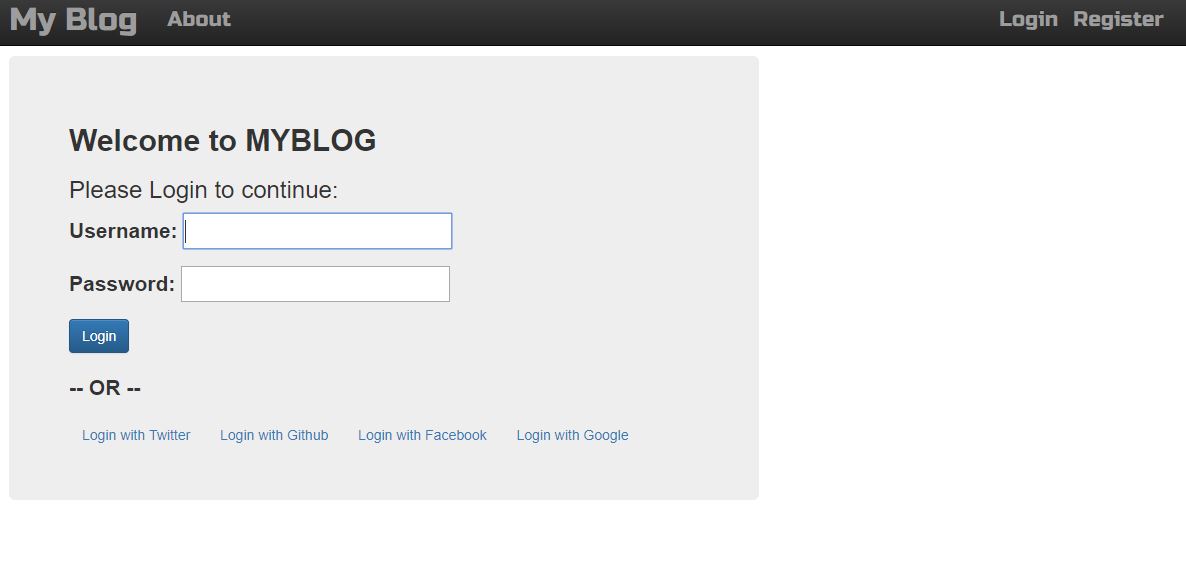 My Blog About Login Register
Welcome to MYBLOG
Please Login to continue:
Username:
Password:
Login
-- OR --
Login with Twitter Login with Github Login with Facebook Login with Google